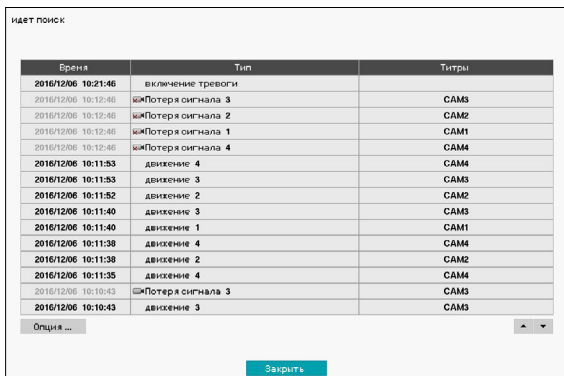 идет поиск
Время Тип Титры
2016/12/06 10:21:46 включение тревоги
2016/12/06 10:12:46 Потеря сигнала 3 CAM3
2016/12/06 10:12:46 Потеря сигнала 2 CAM2
2016/12/06 10:12:46 Потеря сигнала 1 CAM1
2016/12/06 10:12:46 Потеря сигнала 4 CAM4
2016/12/06 10:11:53 движение 4 CAM4
2016/12/06 10:11:53 движение 3 CAM3
2016/12/06 10:11:52 движение 2 CAM2
2016/12/06 10:11:40 движение 3 CAM3
2016/12/06 10:11:40 движение 1 CAM1
2016/12/06 10:11:38 движение 4 CAM4
2016/12/06 10:11:38 движение 2 CAM2
2016/12/06 10:11:35 движение 4 CAM4
2016/12/06 10:10:43 Потеря сигнала 3 CAM3
2016/12/06 10:10:43 движение 3 CAM3
Опция ...
Закрыть